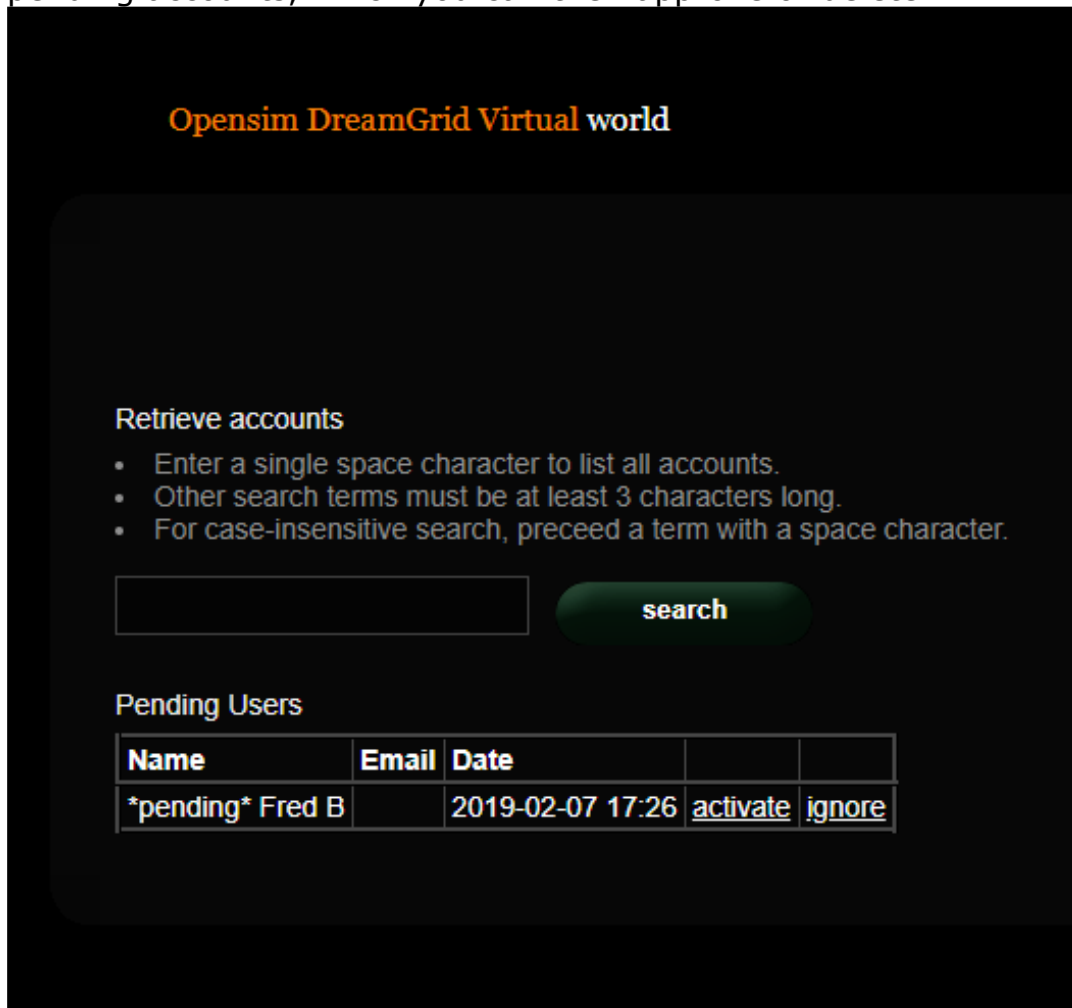 Opensim DreamGrid Virtual world
Retrieve accounts
• Enter a single space character to list all accounts.
• Other search terms must be at least 3 characters long.
• For case-insensitive search, preceed a term with a space character.
search
Pending Users
Name Email Date
*pending* Fred B 2019-02-07 17:26 activate ignore